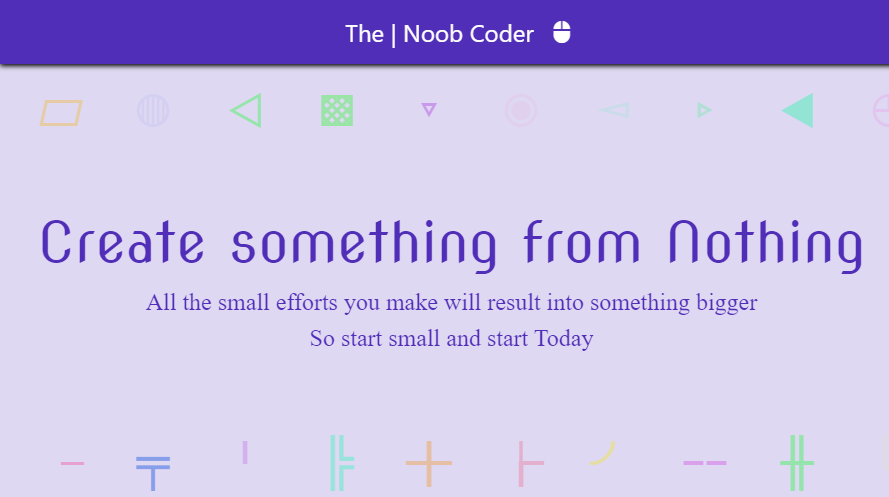 The | Noob Coder
Create something from Nothing
All the small efforts you make will result into something bigger
So start small and start Today